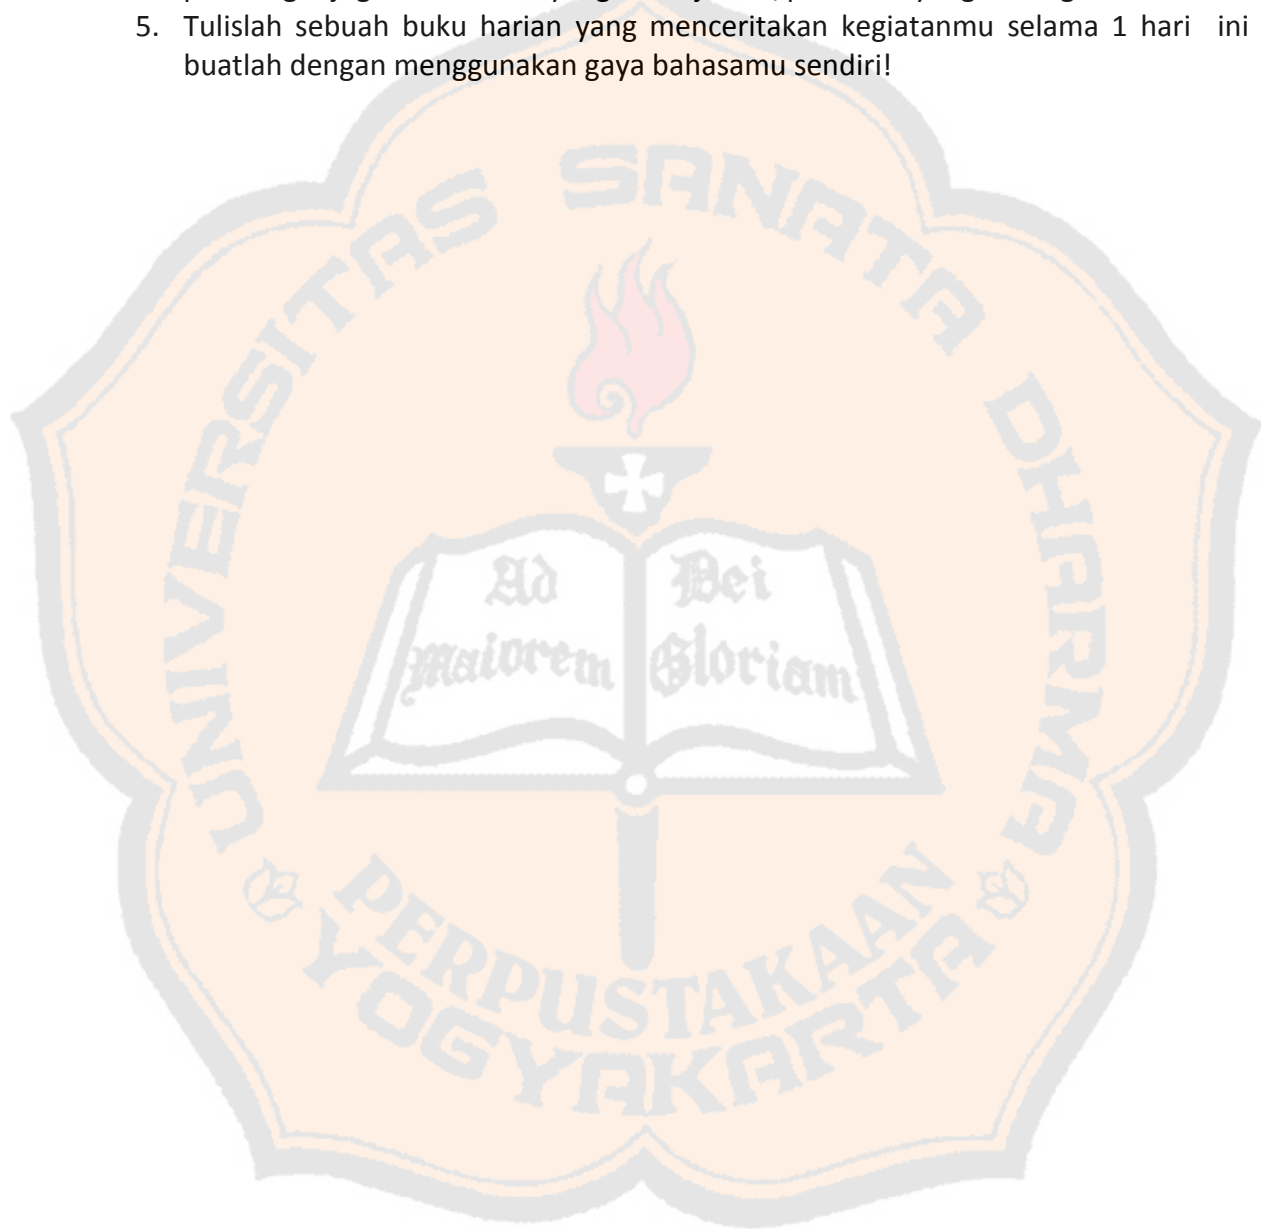 5. Tulislah sebuah buku harian yang menceritakan kegiatanmu selama 1 hari ini
buatlah dengan menggunakan gaya bahasamu sendiri!
UNIVERSITAS SANATA DHARMA
Ad Dei
maiorem Gloriam
PERPUSTAKAAN
YOGYAKARTA